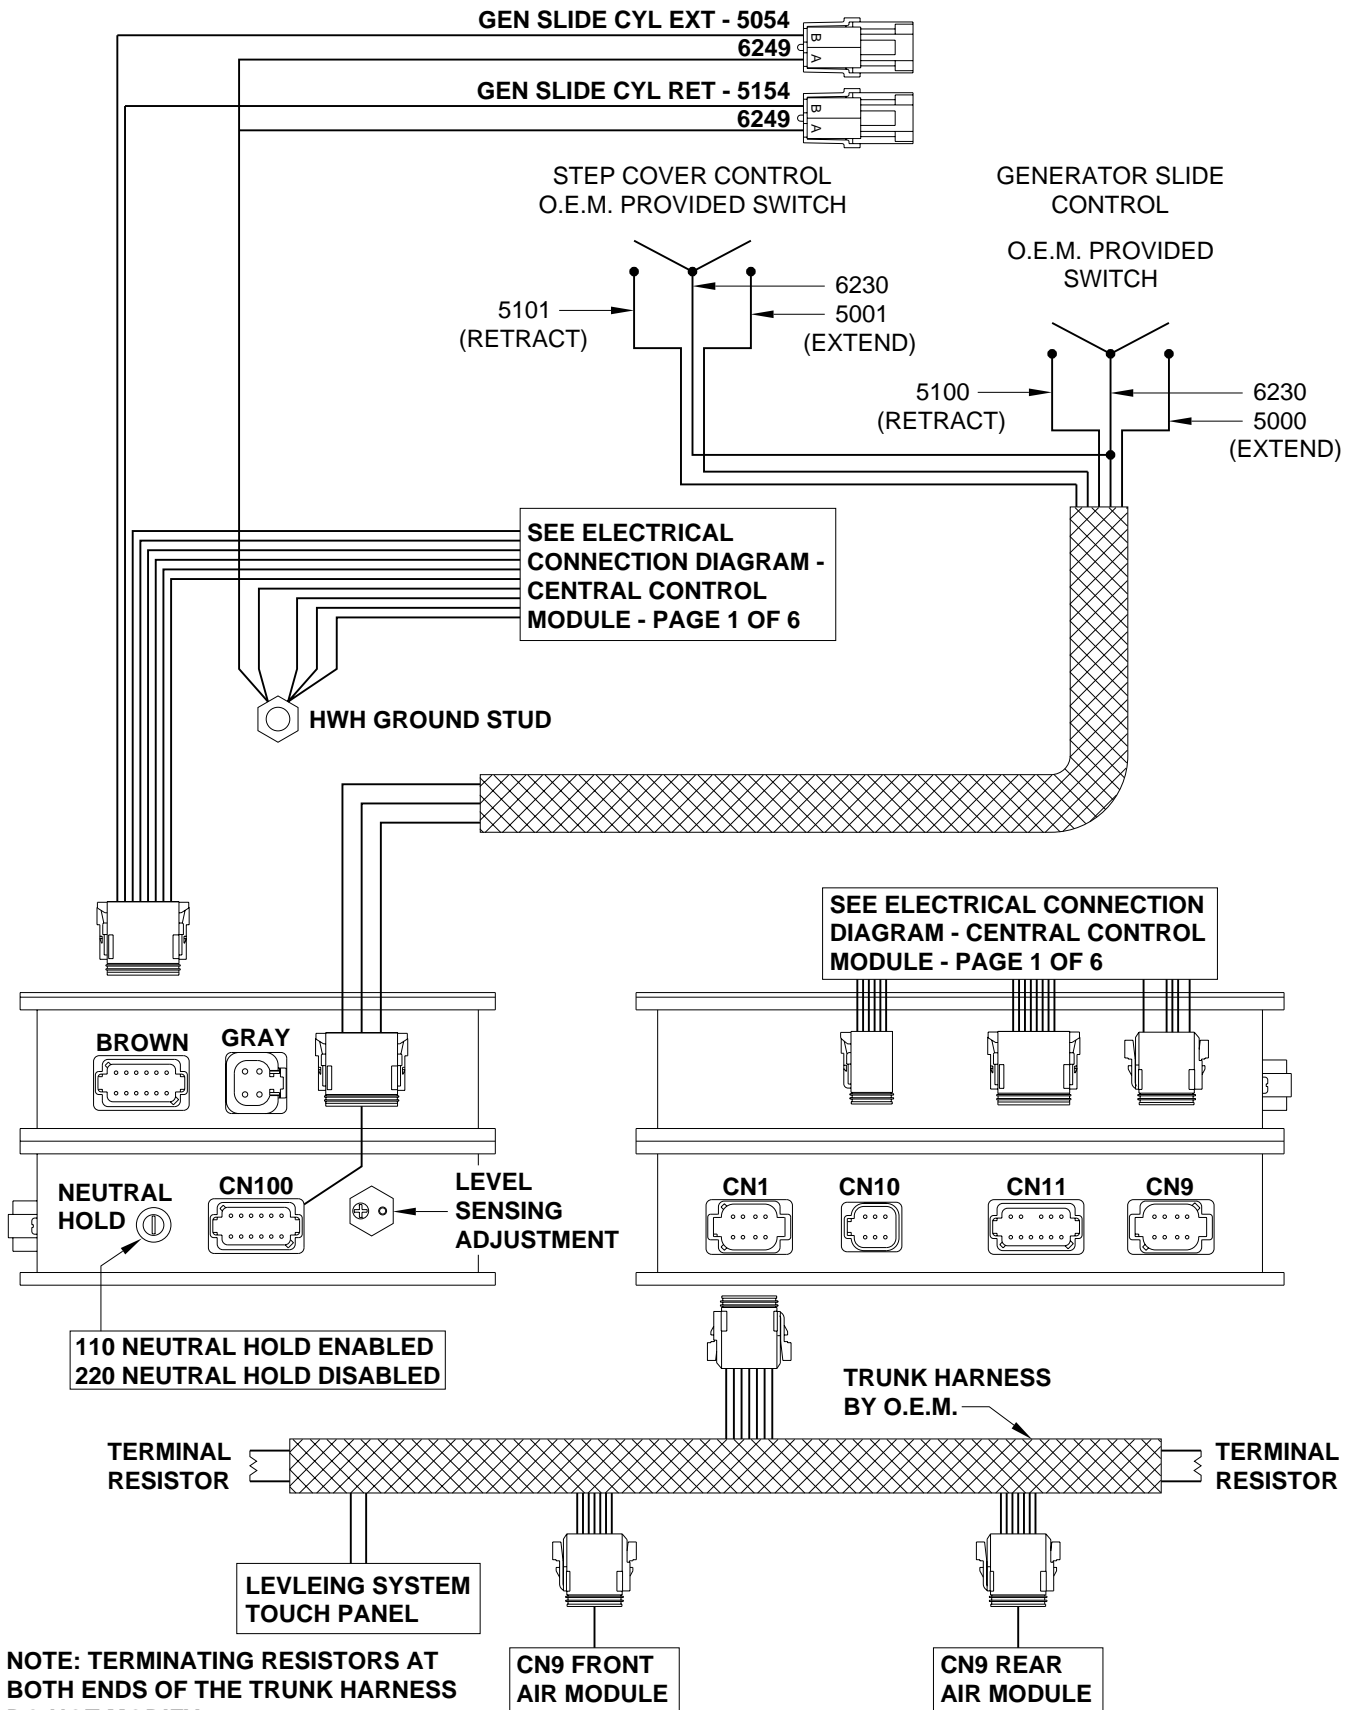 GEN SLIDE CYL EXT - 5054
6249
B
A
GEN SLIDE CYL RET - 5154
6249
B
A
STEP COVER CONTROL
O.E.M. PROVIDED SWITCH
GENERATOR SLIDE
CONTROL
O.E.M. PROVIDED
SWITCH
5101
(RETRACT)
6230
5001
(EXTEND)
5100
(RETRACT)
6230
5000
(EXTEND)
SEE ELECTRICAL
CONNECTION DIAGRAM -
CENTRAL CONTROL
MODULE - PAGE 1 OF 6
HWH GROUND STUD
SEE ELECTRICAL CONNECTION
DIAGRAM - CENTRAL CONTROL
MODULE - PAGE 1 OF 6
BROWN
GRAY
NEUTRAL
HOLD
CN100
LEVEL
SENSING
ADJUSTMENT
CN1
CN10
CN11
CN9
110 NEUTRAL HOLD ENABLED
220 NEUTRAL HOLD DISABLED
TRUNK HARNESS
BY O.E.M.
TERMINAL
RESISTOR
TERMINAL
RESISTOR
LEVLEING SYSTEM
TOUCH PANEL
CN9 FRONT
AIR MODULE
CN9 REAR
AIR MODULE
NOTE: TERMINATING RESISTORS AT
BOTH ENDS OF THE TRUNK HARNESS